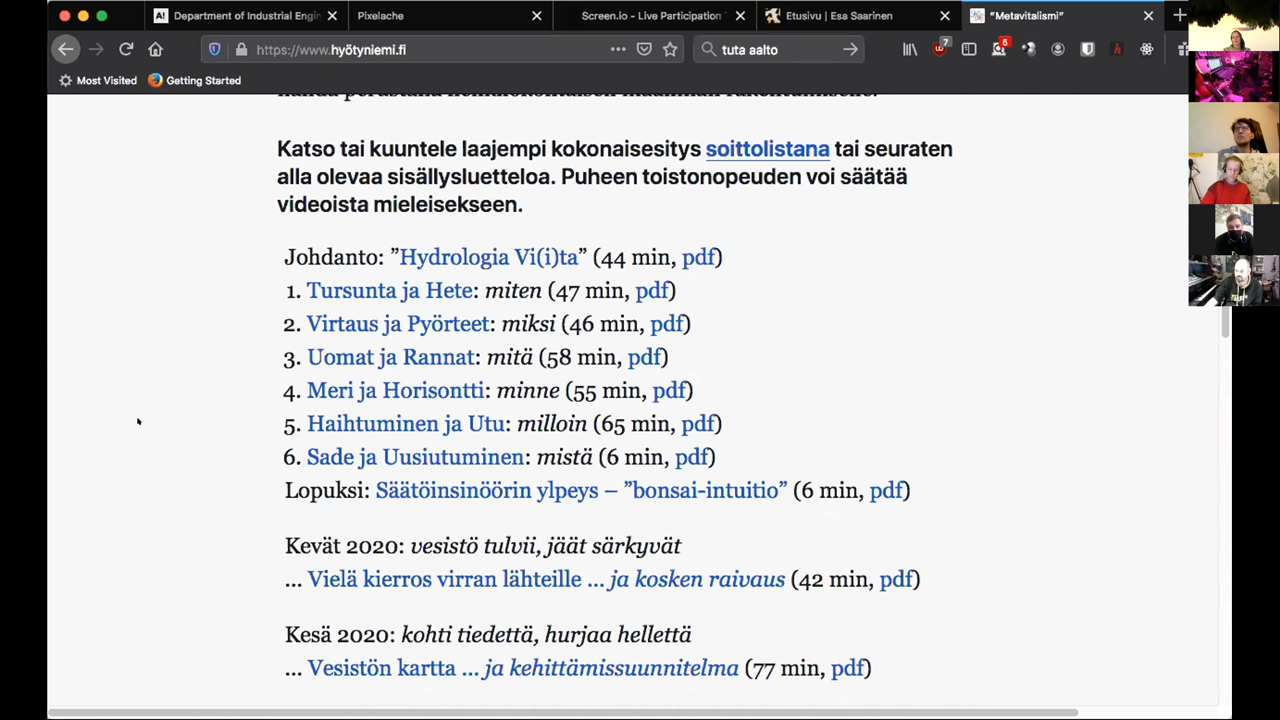 Department of Industrial Engin
Pixelache
Screen.io - Live Participation
Etusivu | Esa Saarinen
"Metavitalismi"
https://www.hyötyniemi.fi
tuta aalto
7
5
Most Visited
Getting Started
Katso tai kuuntele laajempi kokonaisesitys soittolistana tai seuraten
alla olevaa sisällysluetteloa. Puheen toistonopeuden voi säätää
videoista mieleisekseen.
Johdanto: ”Hydrologia Vi(i)ta” (44 min, pdf)
1. Tursunta ja Hete: miten (47 min, pdf)
2. Virtaus ja Pyörteet: miksi (46 min, pdf)
3. Uomat ja Rannat: mitä (58 min, pdf)
4. Meri ja Horisontti: minne (55 min, pdf)
5. Haihtuminen ja Utu: milloin (65 min, pdf)
6. Sade ja Uusiutuminen: mistä (6 min, pdf)
Lopuksi: Säätöinsinöörin ylpeys – ”bonsai-intuitio” (6 min, pdf)
Kevät 2020: vesistö tulvii, jäät särkyvät
... Vielä kierros virran lähteille ... ja kosken raivaus (42 min, pdf)
Kesä 2020: kohti tiedettä, hurjaa hellettä
... Vesistön kartta ... ja kehittämissuunnitelma (77 min, pdf)